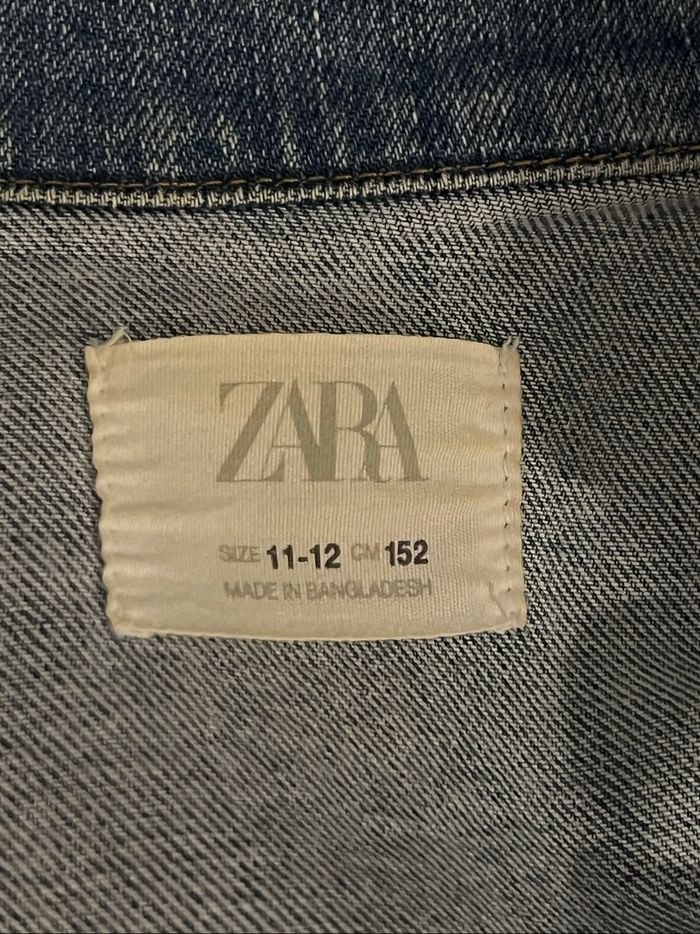 ZARA
SIZE 11-12 CM 152
MADE IN BANGLADESH